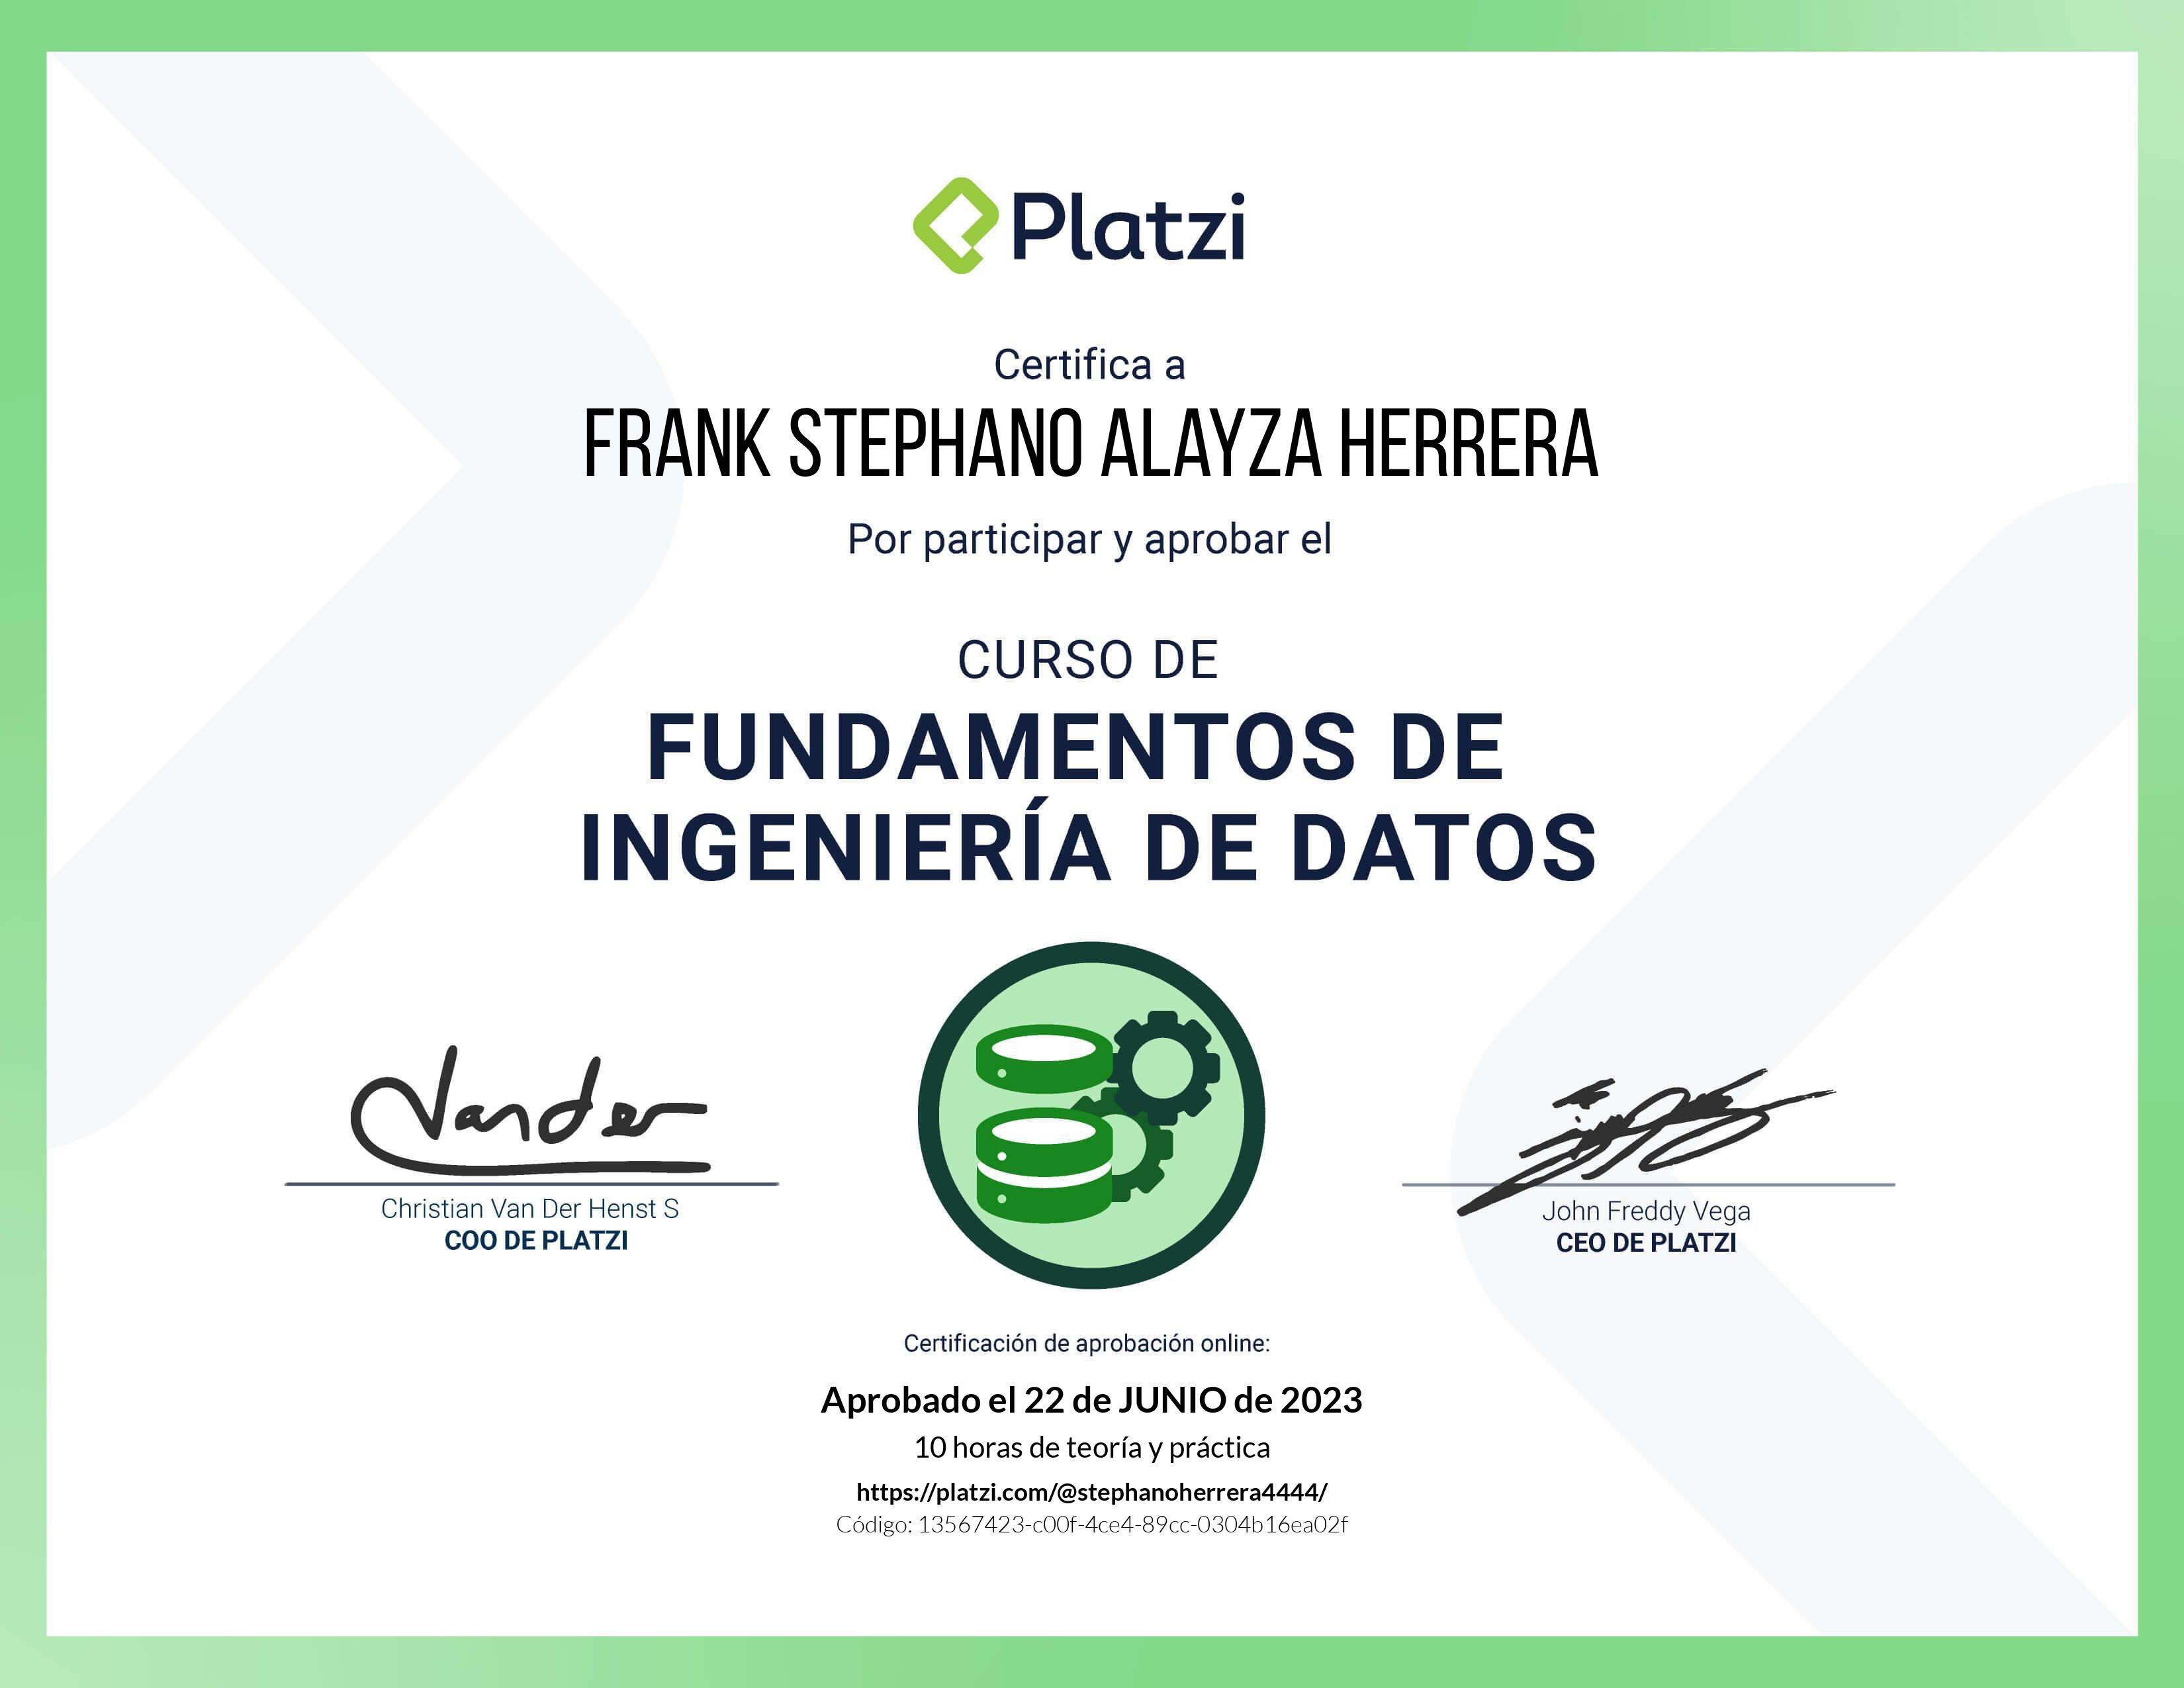 Platzi
Certifica a
FRANK STEPHANO ALAYZA HERRERA
Por participar y aprobar el
CURSO DE
FUNDAMENTOS DE
INGENIERÍA DE DATOS
Vander
Christian Van Der Henst S
COO DE PLATZI
John Freddy Vega
CEO DE PLATZI
Certificación de aprobación online:
Aprobado el 22 de JUNIO de 2023
10 horas de teoría y práctica
https://platzi.com/@stephanoherrera4444/
Código: 13567423-c00f-4ce4-89cc-0304b16ea02f